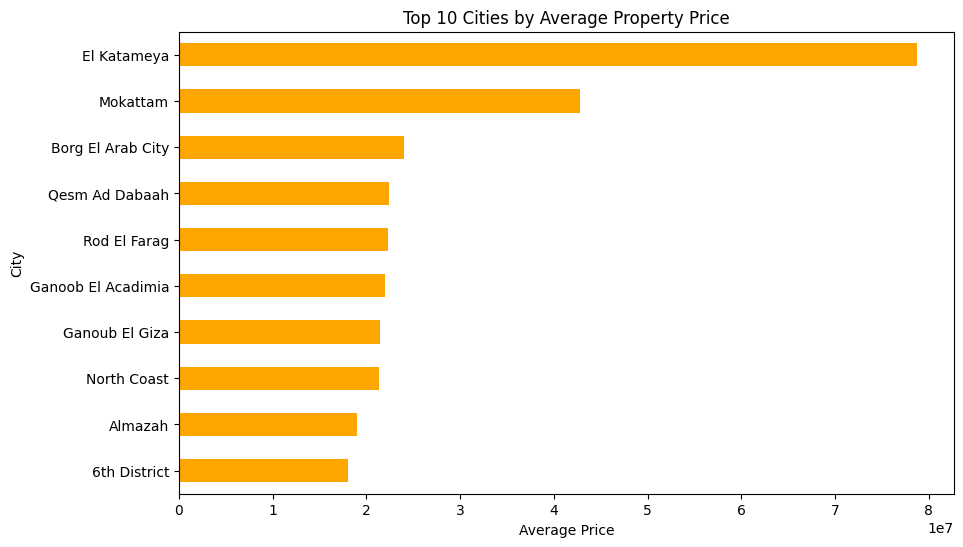 Top 10 Cities by Average Property Price
City
El Katameya
Mokattam
Borg El Arab City
Qesm Ad Dabaah
Rod El Farag
Ganoob El Acadimia
Ganoub El Giza
North Coast
Almazah
6th District
0 1 2 3 4 5 6 7 8
1e7
Average Price